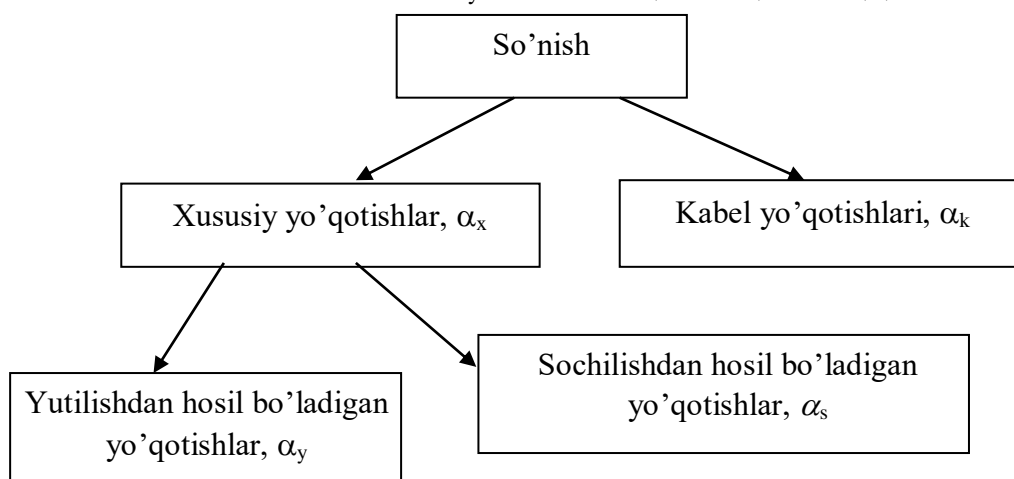 So’nish
Xususiy yo’qotishlar, αx
Kabel yo’qotishlari, αk
Yutilishdan hosil bo’ladigan
yo’qotishlar, αy
Sochilishdan hosil bo’ladigan
yo’qotishlar, αs